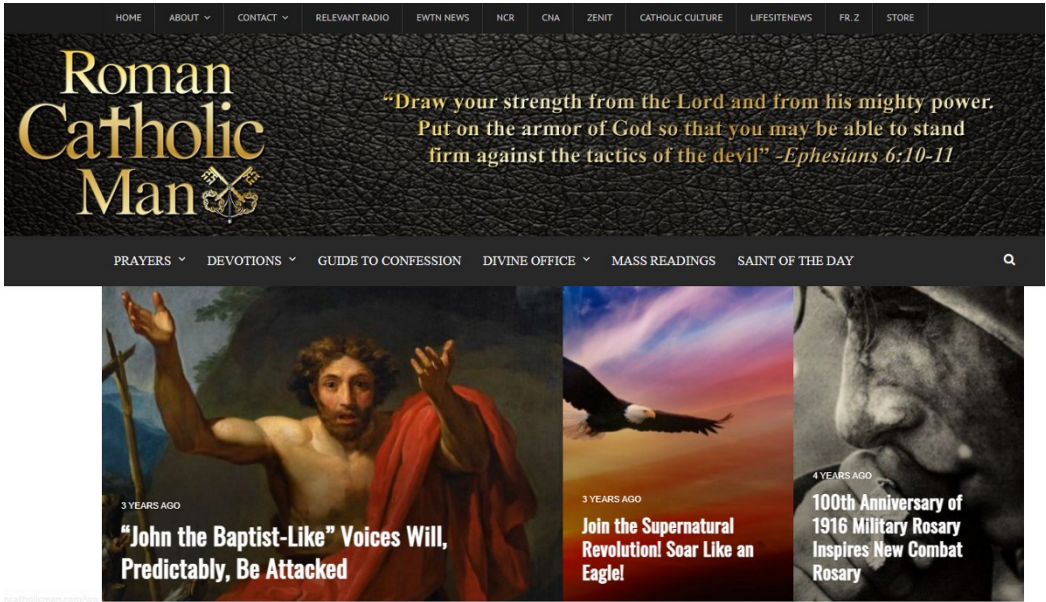 HOME ABOUT CONTACT RELEVANT RADIO EWTN NEWS NCR CNA ZENIT CATHOLIC CULTURE LIFESITENEWS FR. Z STORE
Roman
Catholic
Man
“Draw your strength from the Lord and from his mighty power.
Put on the armor of God so that you may be able to stand
firm against the tactics of the devil” -Ephesians 6:10-11
PRAYERS DEVOTIONS GUIDE TO CONFESSION DIVINE OFFICE MASS READINGS SAINT OF THE DAY
3 YEARS AGO
“John the Baptist-Like” Voices Will,
Predictably, Be Attacked
3 YEARS AGO
Join the Supernatural
Revolution! Soar Like an
Eagle!
4 YEARS AGO
100th Anniversary of
1916 Military Rosary
Inspires New Combat
Rosary